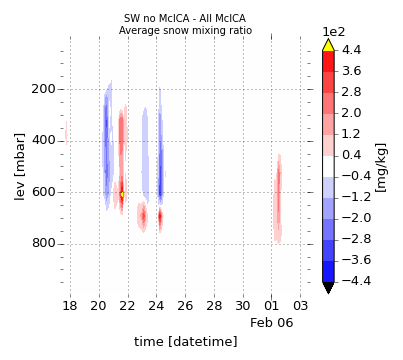 SW no McICA - All McICA
Average snow mixing ratio
1e2
4.4
3.6
2.8
2.0
1.2
0.4
−0.4
−1.2
−2.0
−2.8
−3.6
−4.4
[mg/kg]
lev [mbar]
200
400
600
800
18 20 22 24 26 28 30 01 03
Feb 06
time [datetime]